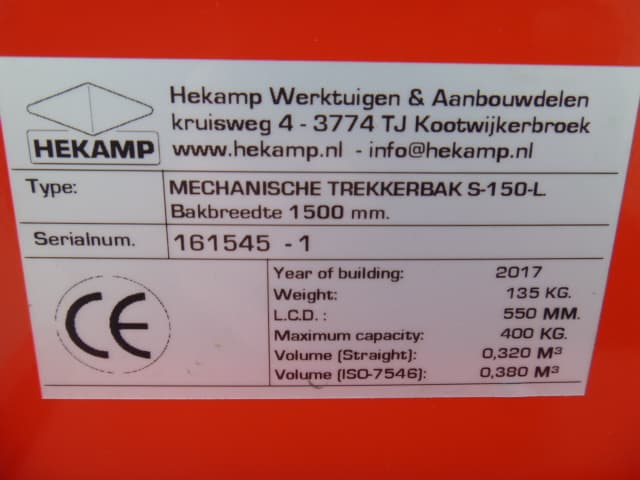 HEKAMP
Hekamp Werktuigen & Aanbouwdelen
kruisweg 4 - 3774 TJ Kootwijkerbroek
www.hekamp.nl - info@hekamp.nl
Type: MECHANISCHE TREKKERBAK S-150-L
Bakbreedte 1500 mm.
Serialnum. 161545 -1
CE
Year of building: 2017
Weight: 135 KG.
L.C.D. : 550 MM.
Maximum capacity: 400 KG.
Volume (Straight): 0,320 M³
Volume (ISO-7546): 0,380 M³